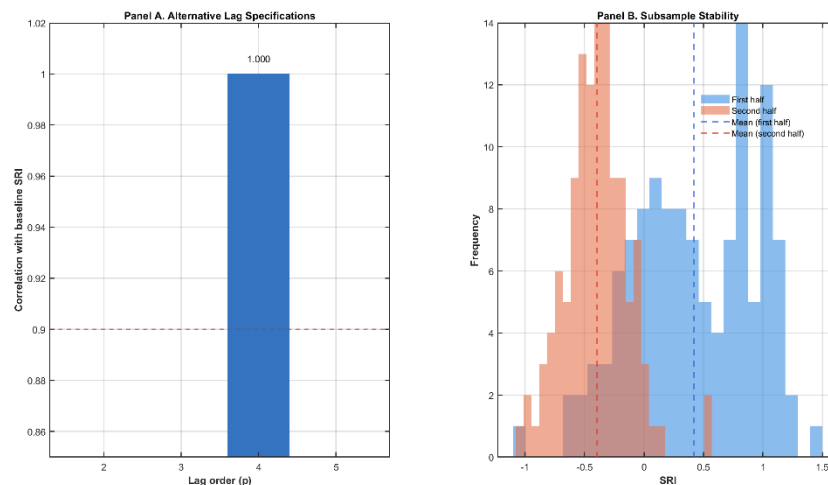 Panel A. Alternative Lag Specifications
1.02
1
0.98
0.96
0.94
0.92
0.9
0.88
0.86
Correlation with baseline SRI
1.000
2 3 4 5
Lag order (p)
Panel B. Subsample Stability
14
12
10
8
6
4
2
0
Frequency
First half
Second half
Mean (first half)
Mean (second half)
-1 -0.5 0 0.5 1 1.5
SRI